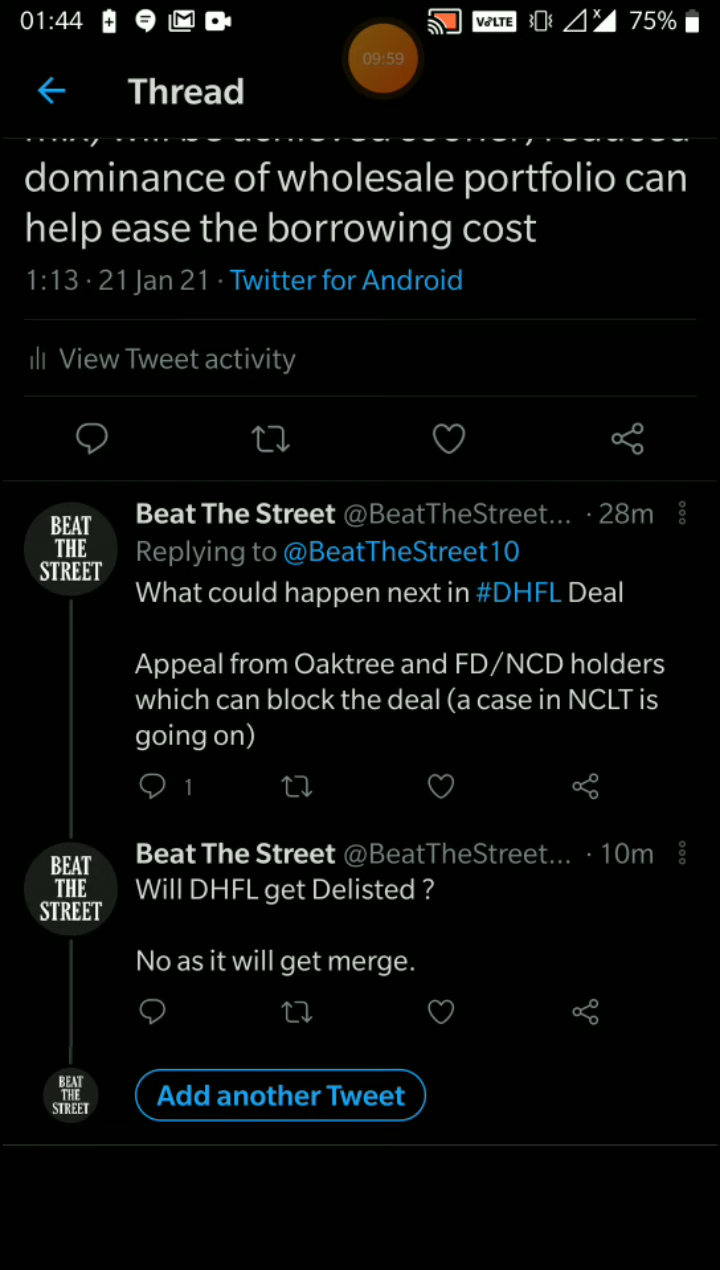 01:44
VoLTE
75%
09:59
Thread
dominance of wholesale portfolio can
help ease the borrowing cost
1:13 · 21 Jan 21 · Twitter for Android
View Tweet activity
BEAT
THE
STREET
Beat The Street @BeatTheStreet... · 28m
Replying to @BeatTheStreet10
What could happen next in #DHFL Deal
Appeal from Oaktree and FD/NCD holders
which can block the deal (a case in NCLT is
going on)
1
BEAT
THE
STREET
Beat The Street @BeatTheStreet... · 10m
Will DHFL get Delisted ?
No as it will get merge.
BEAT
THE
STREET
Add another Tweet